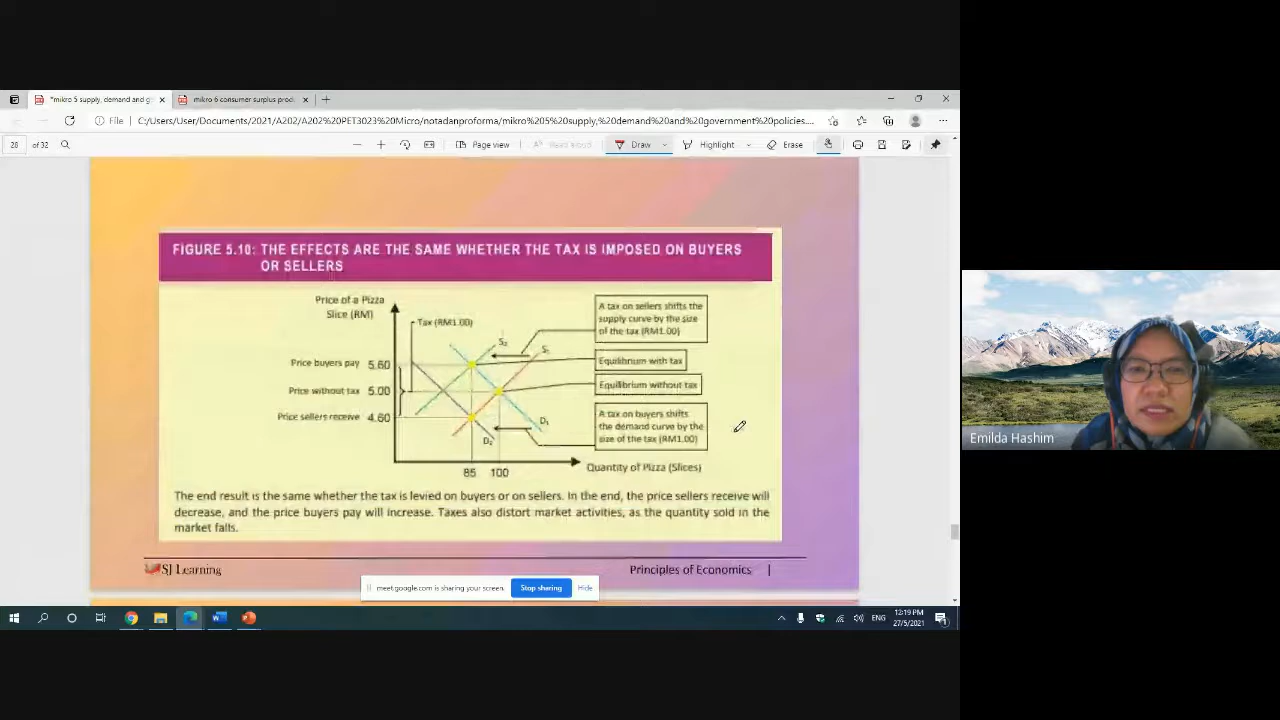 *mikro 5 supply, demand and g
mikro 6 consumer surplus prod
File
C:/Users/User/Documents/2021/A202/A202%20PET3023%20Micro/notadanproforma/mikro%205%20supply,%20demand%20and%20government%20policies....
28 of 32
Page view
Read aloud
Draw
Highlight
Erase
FIGURE 5.10: THE EFFECTS ARE THE SAME WHETHER THE TAX IS IMPOSED ON BUYERS
OR SELLERS
Price of a Pizza
Slice (RM)
Tax (RM1.00)
A tax on sellers shifts the
supply curve by the size
of the tax (RM1.00)
S₂
S₁
Price buyers pay 5.60
Equilibrium with tax
Price without tax 5.00
Equilibrium without tax
Price sellers receive 4.60
A tax on buyers shifts
the demand curve by the
size of the tax (RM1.00)
D₁
D₂
85 100
Quantity of Pizza (Slices)
The end result is the same whether the tax is levied on buyers or on sellers. In the end, the price sellers receive will
decrease, and the price buyers pay will increase. Taxes also distort market activities, as the quantity sold in the
market falls.
SJ Learning
Principles of Economics |
meet.google.com is sharing your screen.
Stop sharing
Hide
ENG
12:19 PM
27/5/2021
Emilda Hashim